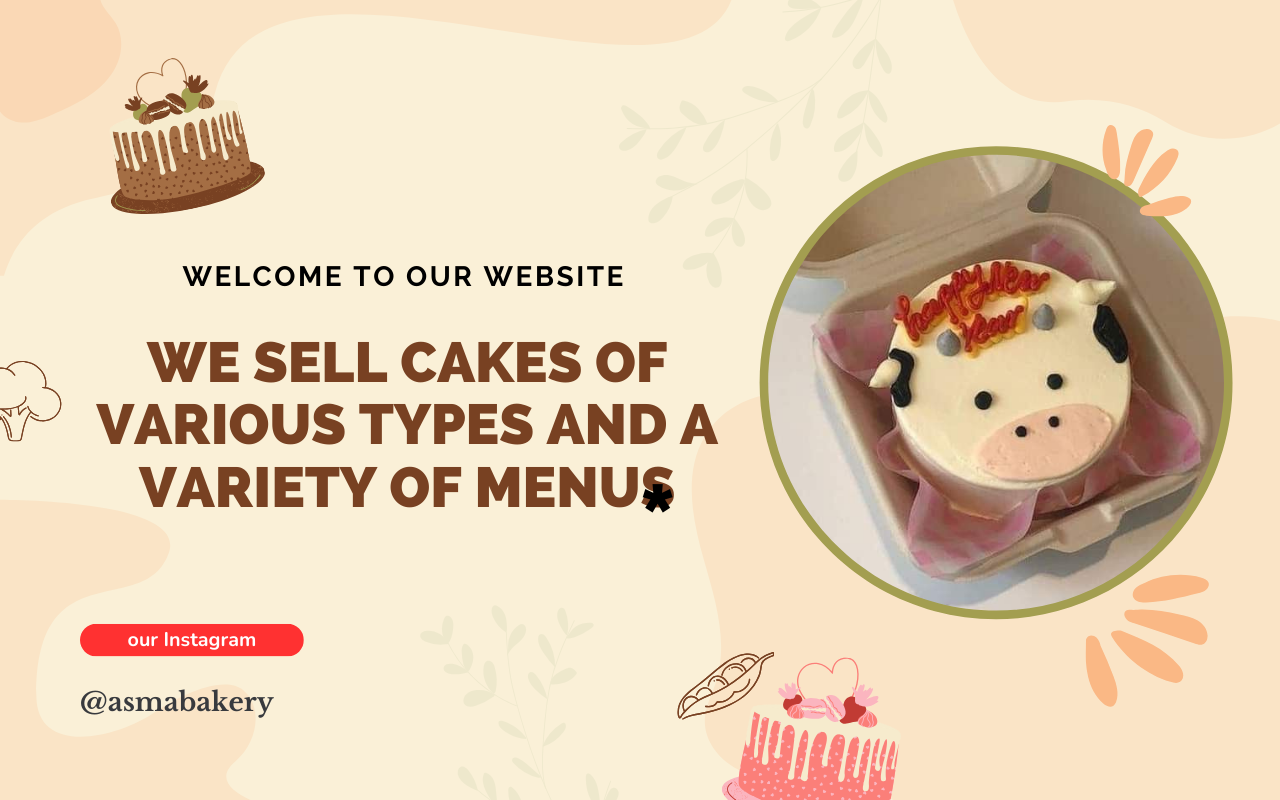 WELCOME TO OUR WEBSITE
WE SELL CAKES OF
VARIOUS TYPES AND A
VARIETY OF MENUS
*
happy New
Year
our Instagram
@asmabakery